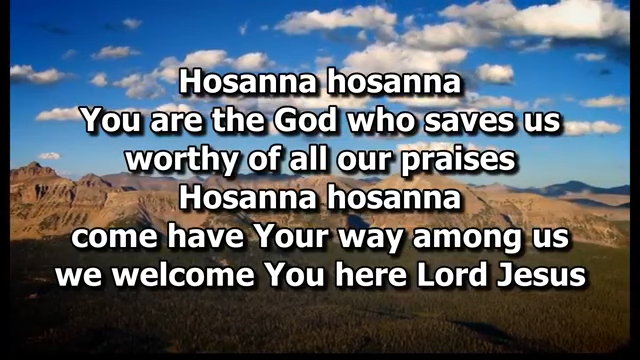 Hosanna hosanna
You are the God who saves us
worthy of all our praises
Hosanna hosanna
come have Your way among us
we welcome You here Lord Jesus